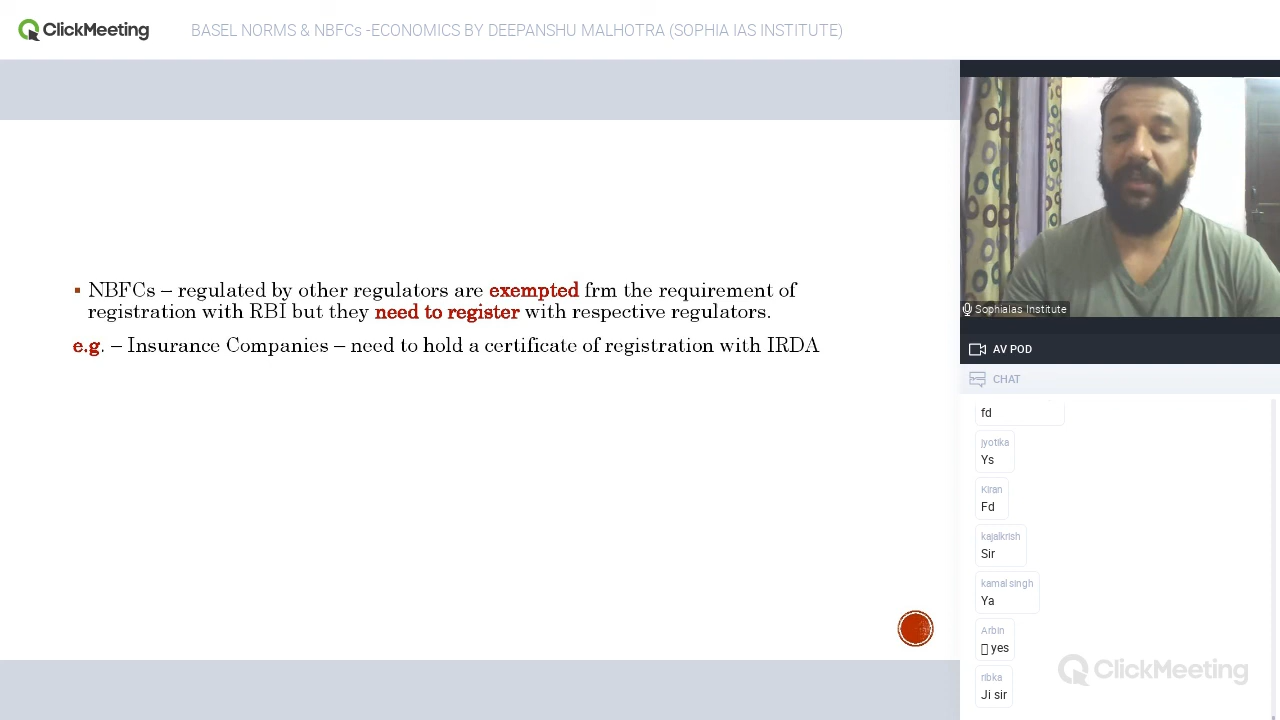 ClickMeeting
BASEL NORMS & NBFCs -ECONOMICS BY DEEPANSHU MALHOTRA (SOPHIA IAS INSTITUTE)
NBFCs – regulated by other regulators are exempted frm the requirement of
registration with RBI but they need to register with respective regulators.
e.g. – Insurance Companies – need to hold a certificate of registration with IRDA
SophiaIas Institute
AV POD
CHAT
fd
jyotika
Ys
Kiran
Fd
kajalkrish
Sir
kamal singh
Ya
Arbin
yes
ribka
Ji sir
ClickMeeting